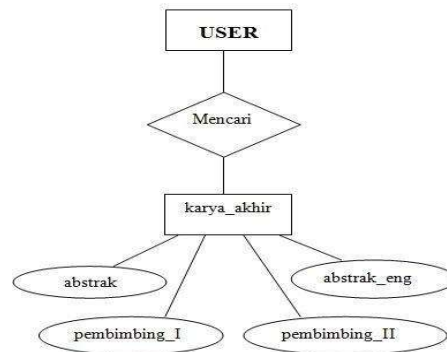 USER
Mencari
karya_akhir
abstrak
abstrak_eng
pembimbing_I
pembimbing_II